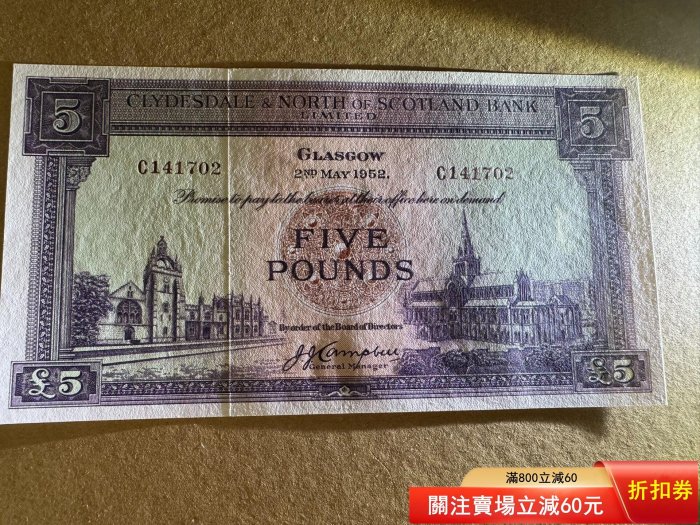 5 5
CLYDESDALE & NORTH OF SCOTLAND BANK
LIMITED
GLASGOW
C141702 2ND MAY 1952. C141702
Promise to pay to the bearer at their office here on demand
FIVE
POUNDS
By order of the Board of Directors
J J Campbell
General Manager
£5 £5
滿800立減60
關注賣場立減60元
折扣券